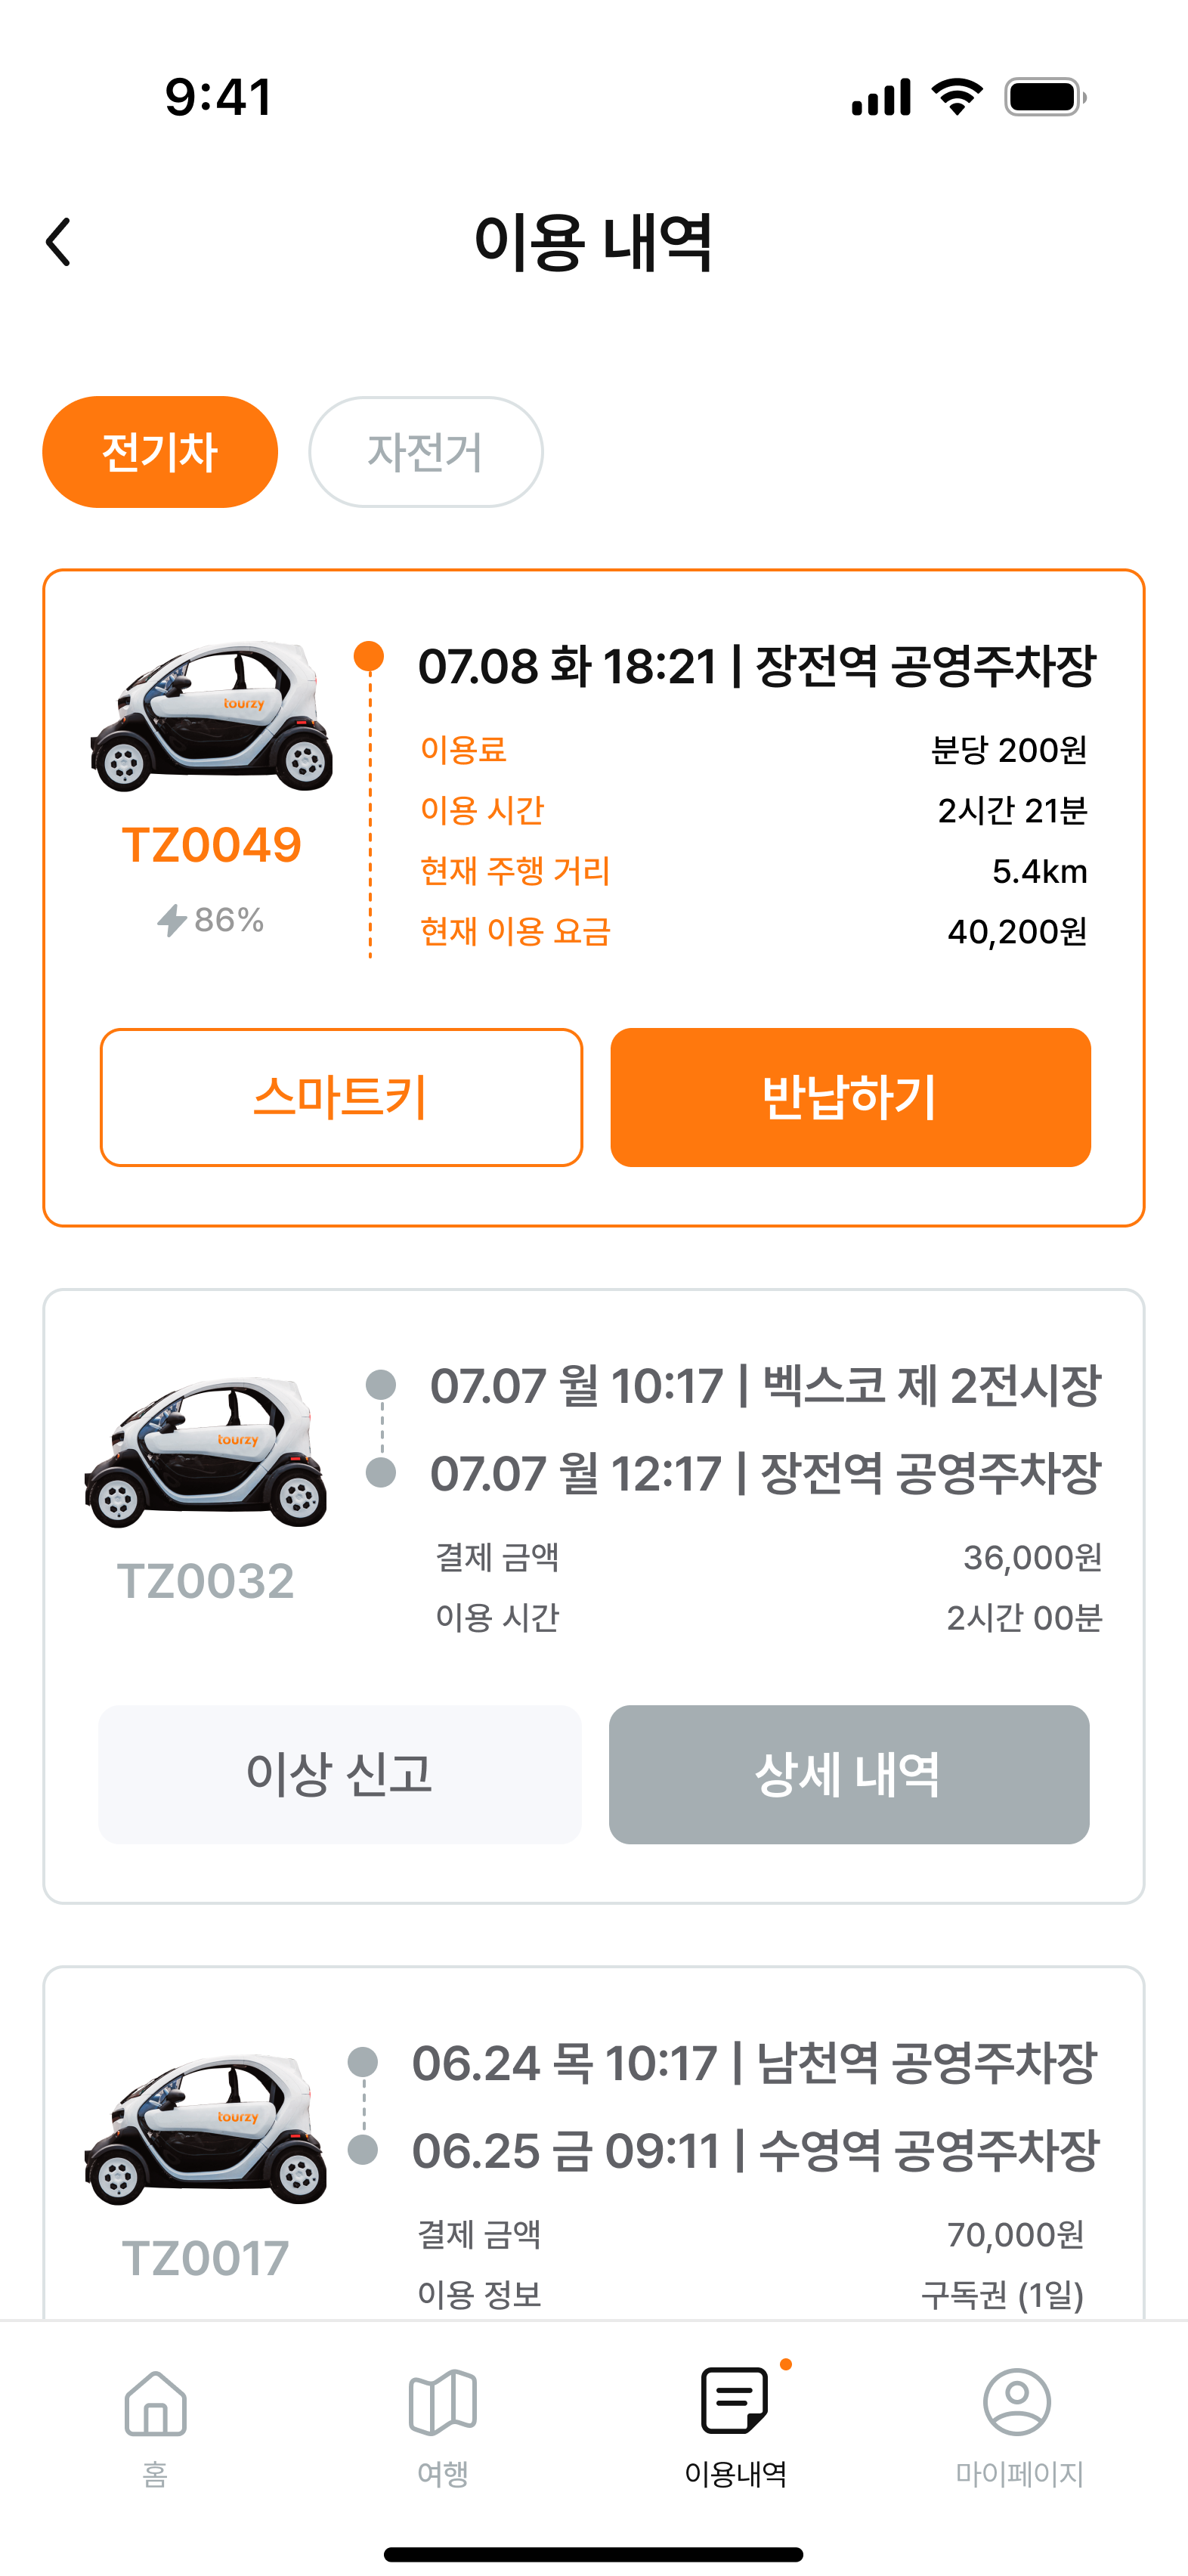 9:41
이용 내역
전기차 자전거
07.08 화 18:21 | 장전역 공영주차장
tourzy
이용료 분당 200원
이용 시간 2시간 21분
TZ0049
현재 주행 거리 5.4km
86%
현재 이용 요금 40,200원
스마트키 반납하기
07.07 월 10:17 | 벡스코 제 2전시장
tourzy
07.07 월 12:17 | 장전역 공영주차장
TZ0032
결제 금액 36,000원
이용 시간 2시간 00분
이상 신고 상세 내역
06.24 목 10:17 | 남천역 공영주차장
tourzy
06.25 금 09:11 | 수영역 공영주차장
TZ0017
결제 금액 70,000원
이용 정보 구독권 (1일)
홈 여행 이용내역 마이페이지